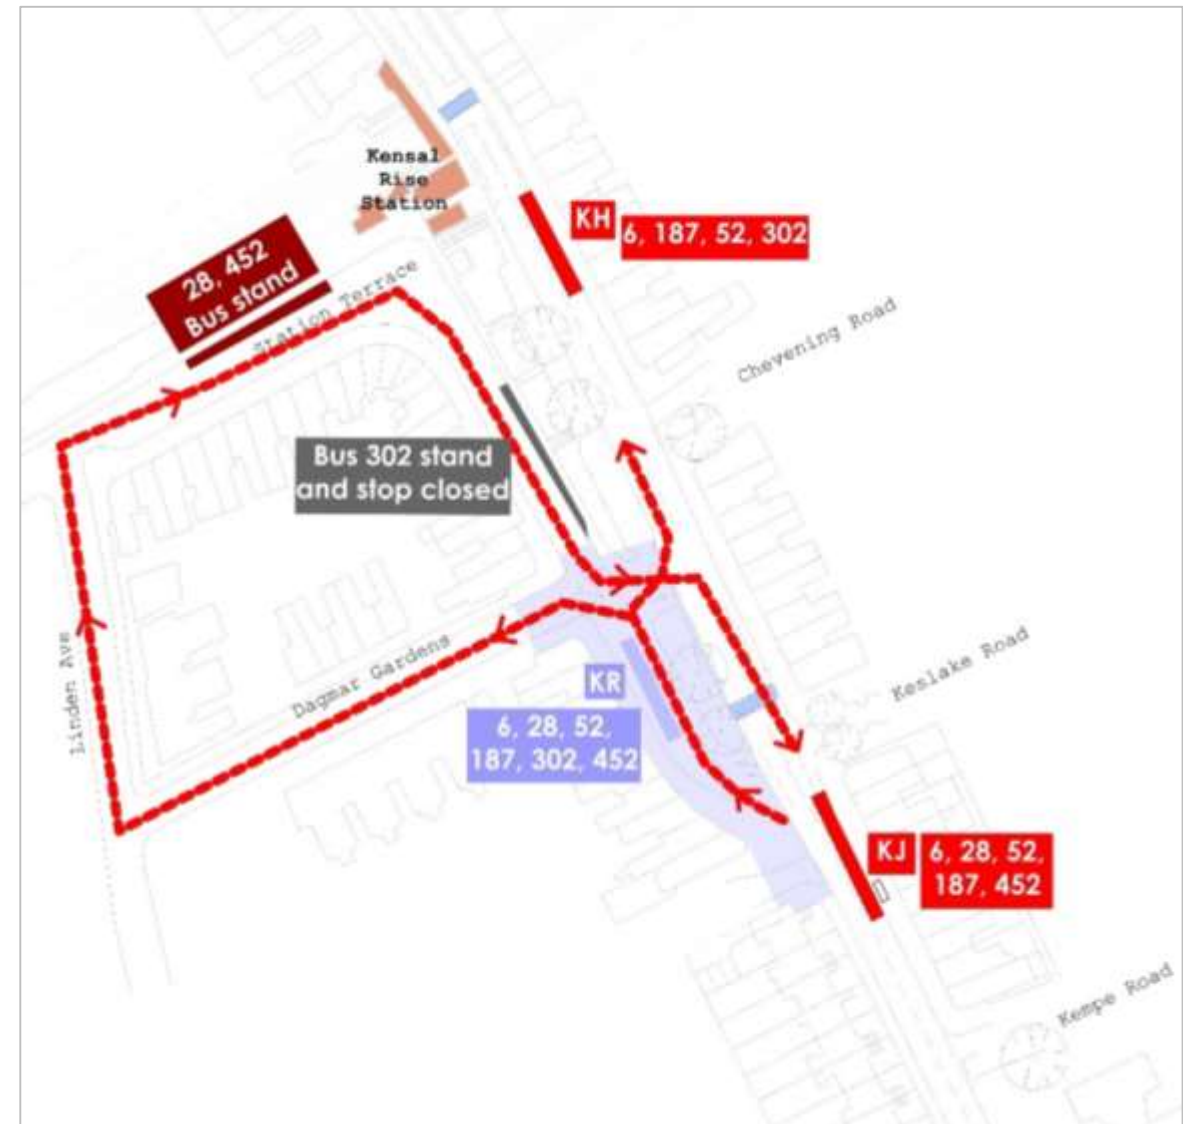 Kensal
Rise
Station
KH
6, 187, 52, 302
28, 452
Bus stand
Station Terrace
Chevening Road
Bus 302 stand
and stop closed
Linden Ave
Dagmar Gardens
Keslake Road
KR
6, 28, 52,
187, 302, 452
KJ
6, 28, 52,
187, 452
Kempe Road